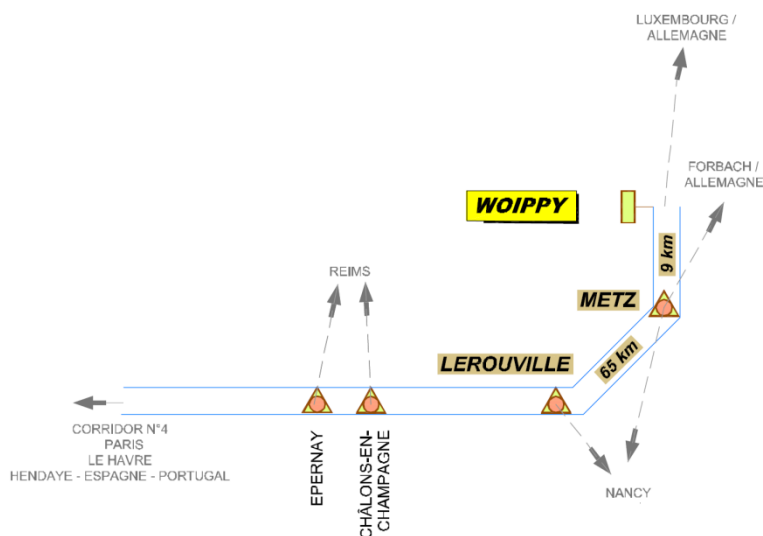 LUXEMBOURG /
ALLEMAGNE
FORBACH /
ALLEMAGNE
WOIPPY
9 km
REIMS
METZ
65 km
LEROUVILLE
CORRIDOR N°4
PARIS
LE HAVRE
HENDAYE - ESPAGNE - PORTUGAL
EPERNAY
CHÂLONS-EN-
CHAMPAGNE
NANCY